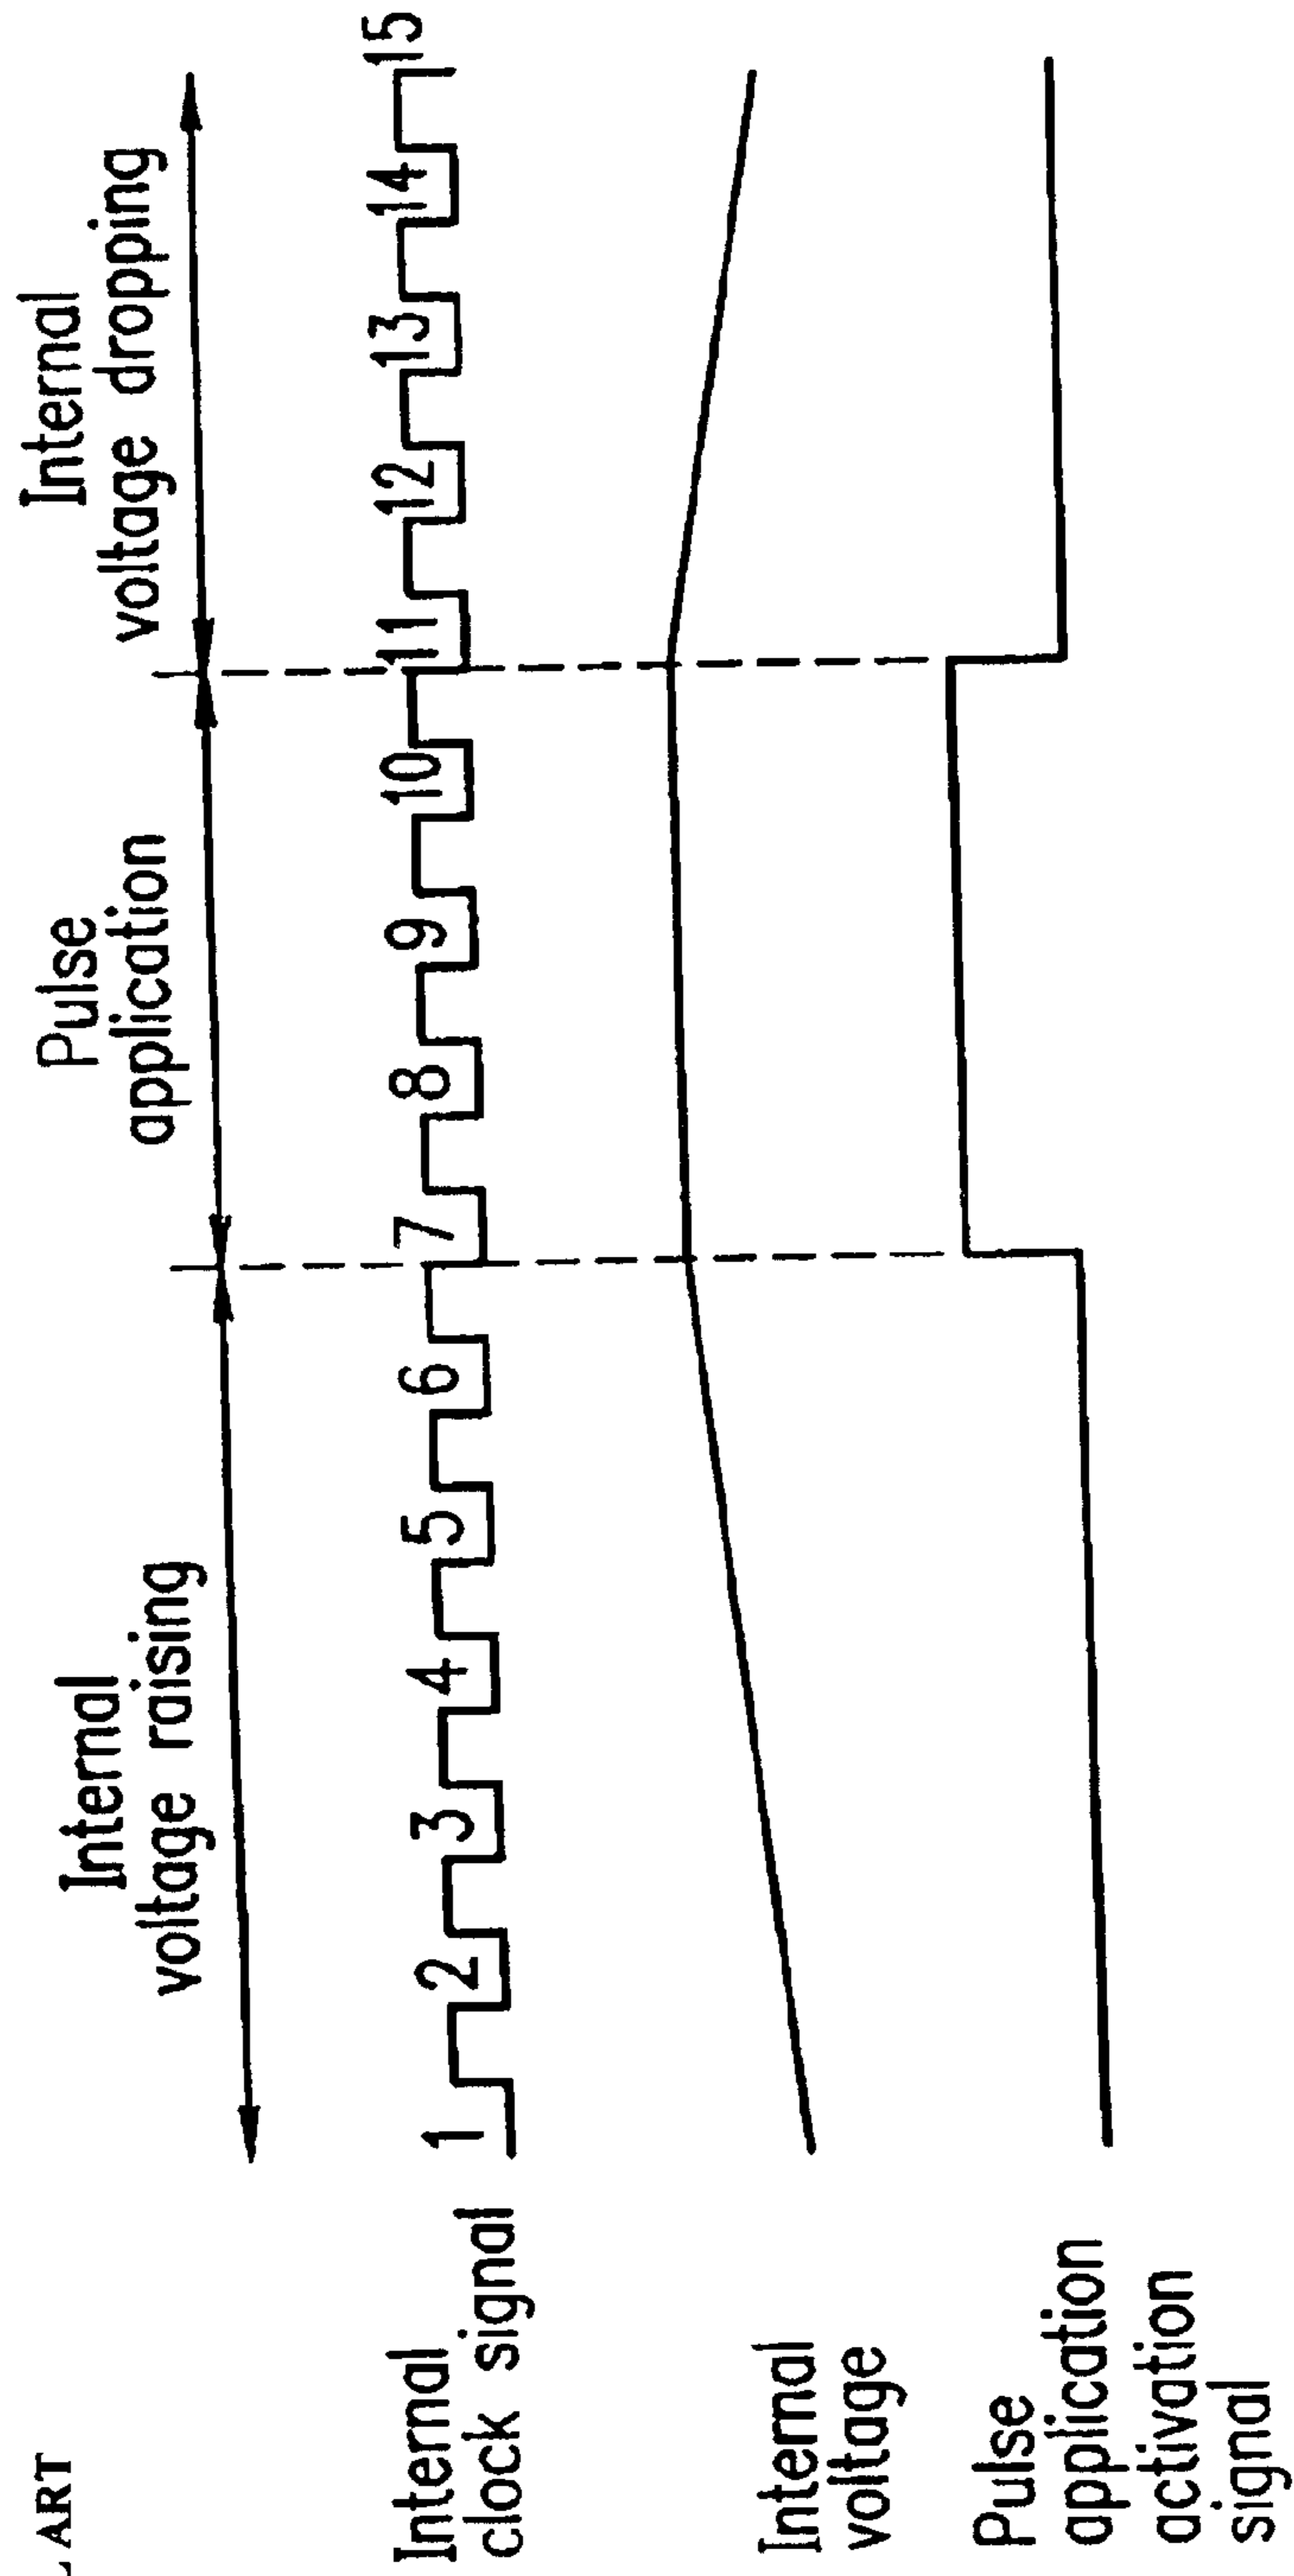 ART
Internal
voltage raising
Pulse
application
Internal
voltage dropping
Internal
clock signal
1 2 3 4 5 6 7 8 9 10 11 12 13 14 15
Internal
voltage
Pulse
application
activation
signal